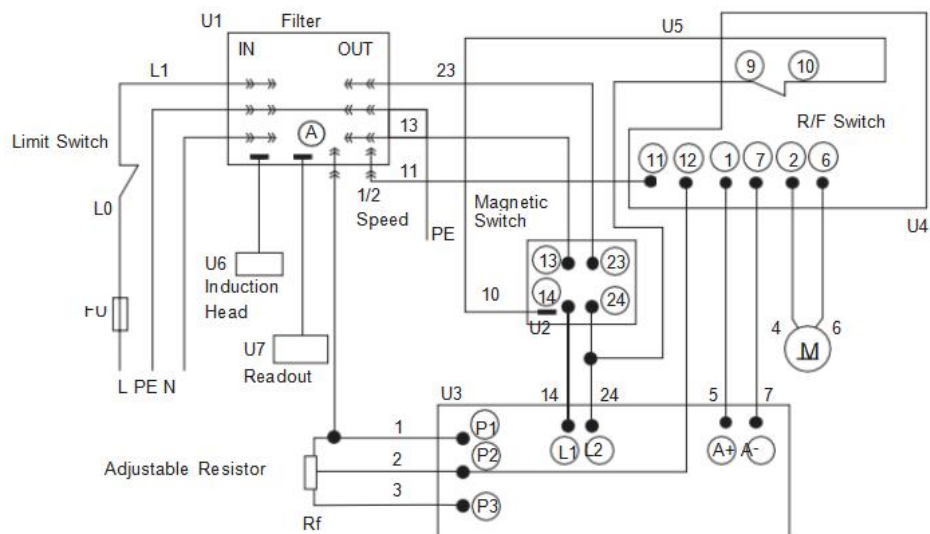 U1 Filter
IN OUT
L1
23
U5
9 10
R/F Switch
Limit Switch
A
13
11
11 12 1 7 2 6
1/2
Speed
Magnetic
Switch
PE
U4
L0
U6
Induction
Head
13 23
14 24
10
U2
4 6
M
FU
U7
Readout
L PE N
U3
14 24 5 7
1
P1
P2
L1 L2
A+ A-
Adjustable Resistor
2
3
P3
Rf